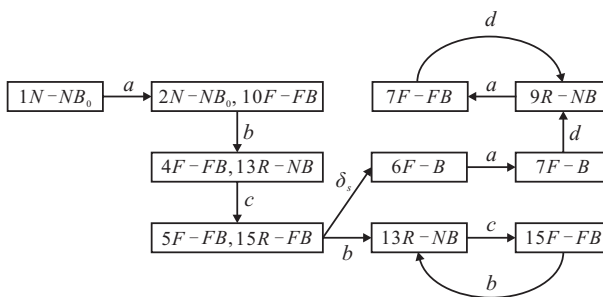 d
1N−NB₀ a 2N−NB₀, 10F−FB 7F−FB a 9R−NB
b d
4F−FB, 13R−NB 6F−B a 7F−B
c δₛ
5F−FB, 15R−FB b 13R−NB c 15F−FB
b